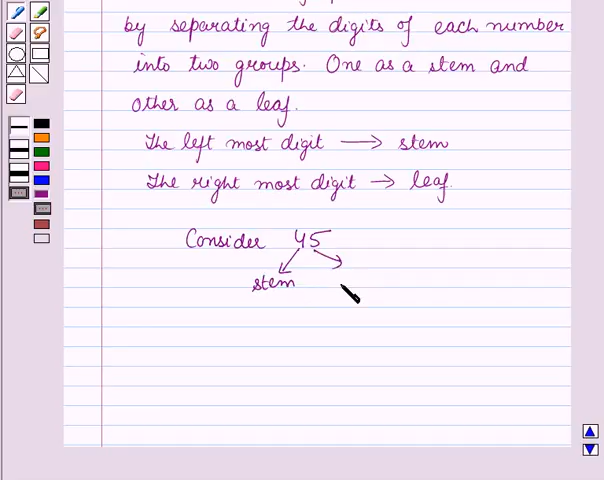 by separating the digits of each number
into two groups. One as a stem and
other as a leaf.
The left most digit → stem
The right most digit → leaf.
Consider 45
stem